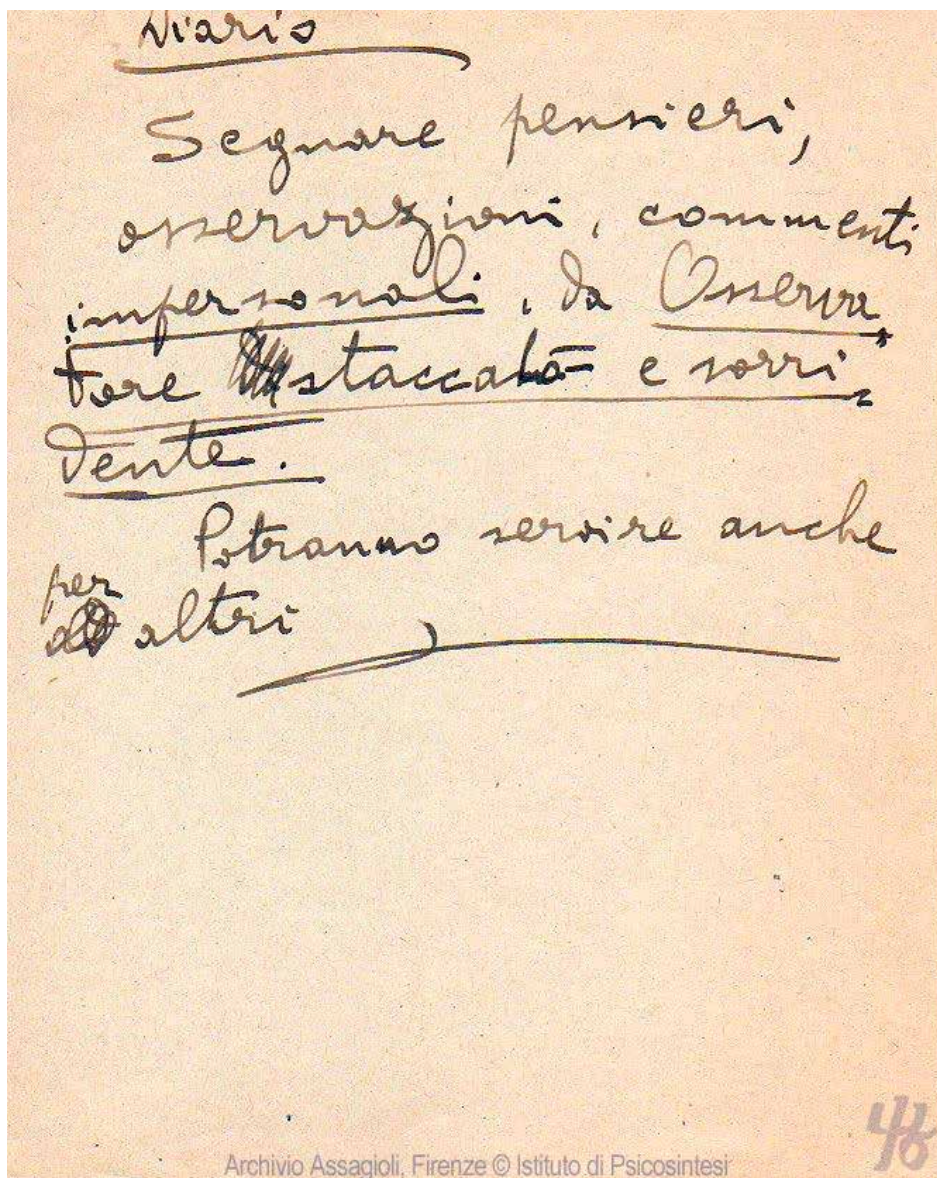 Diario
Segnare pensieri,
osservazioni, commenti
impersonali, da Osserva
tore staccato e sorri
dente.
Potranno servire anche
per
altri
Archivio Assagioli, Firenze © Istituto di Psicosintesi